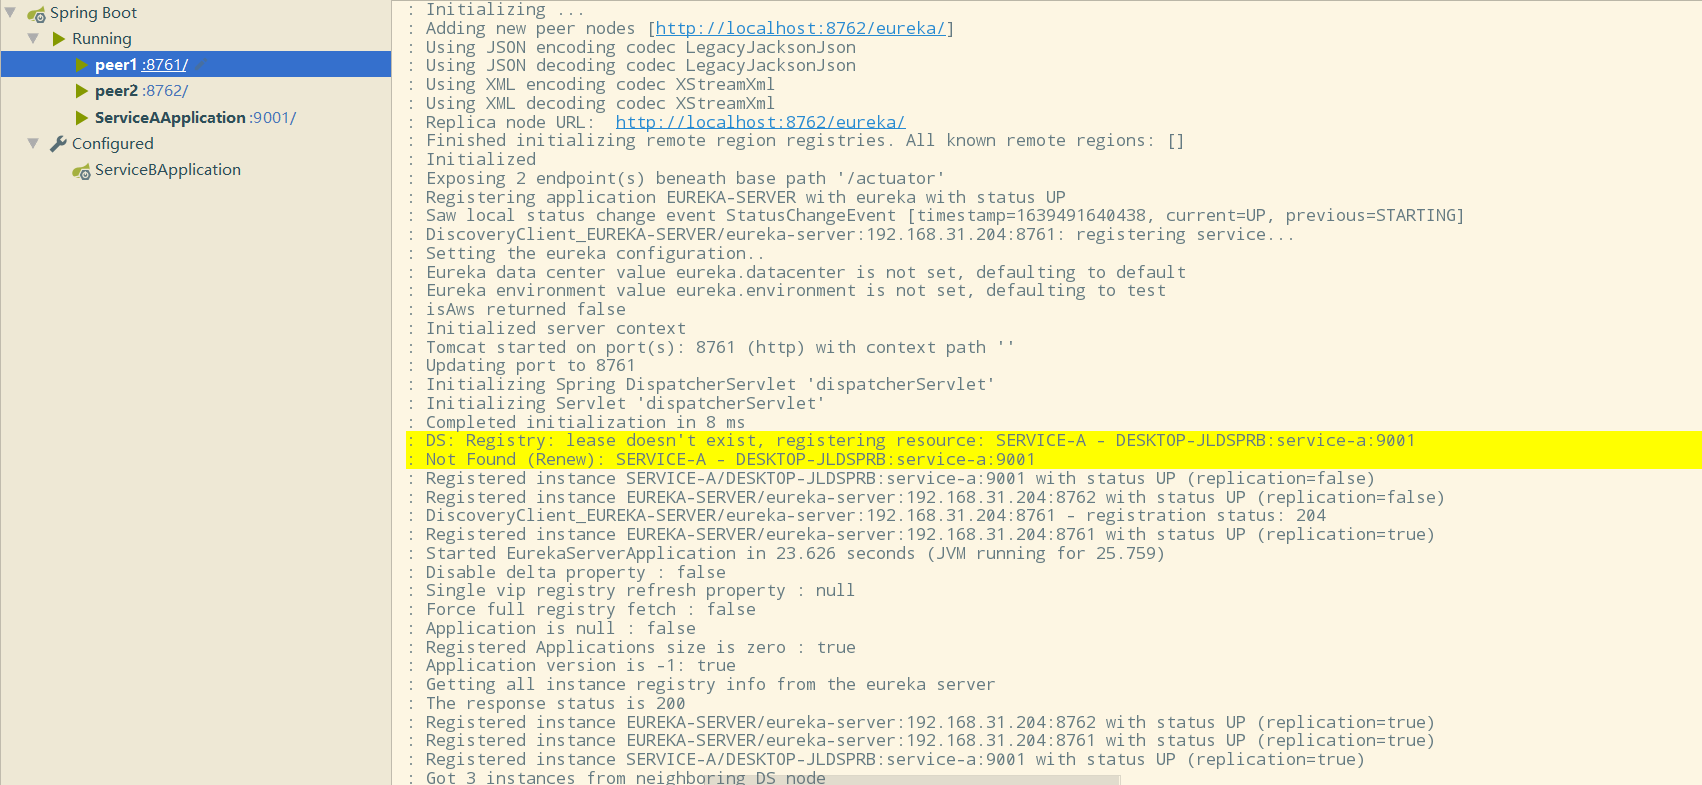 Spring Boot
Running
peer1 :8761/
peer2 :8762/
ServiceAApplication :9001/
Configured
ServiceBApplication
: Initializing ...
: Adding new peer nodes [http://localhost:8762/eureka/]
: Using JSON encoding codec LegacyJacksonJson
: Using JSON decoding codec LegacyJacksonJson
: Using XML encoding codec XStreamXml
: Using XML decoding codec XStreamXml
: Replica node URL:  http://localhost:8762/eureka/
: Finished initializing remote region registries. All known remote regions: []
: Initialized
: Exposing 2 endpoint(s) beneath base path '/actuator'
: Registering application EUREKA-SERVER with eureka with status UP
: Saw local status change event StatusChangeEvent [timestamp=1639491640438, current=UP, previous=STARTING]
: DiscoveryClient_EUREKA-SERVER/eureka-server:192.168.31.204:8761: registering service...
: Setting the eureka configuration..
: Eureka data center value eureka.datacenter is not set, defaulting to default
: Eureka environment value eureka.environment is not set, defaulting to test
: isAws returned false
: Initialized server context
: Tomcat started on port(s): 8761 (http) with context path ''
: Updating port to 8761
: Initializing Spring DispatcherServlet 'dispatcherServlet'
: Initializing Servlet 'dispatcherServlet'
: Completed initialization in 8 ms
: DS: Registry: lease doesn't exist, registering resource: SERVICE-A - DESKTOP-JLDSPRB:service-a:9001
: Not Found (Renew): SERVICE-A - DESKTOP-JLDSPRB:service-a:9001
: Registered instance SERVICE-A/DESKTOP-JLDSPRB:service-a:9001 with status UP (replication=false)
: Registered instance EUREKA-SERVER/eureka-server:192.168.31.204:8762 with status UP (replication=false)
: DiscoveryClient_EUREKA-SERVER/eureka-server:192.168.31.204:8761 - registration status: 204
: Registered instance EUREKA-SERVER/eureka-server:192.168.31.204:8761 with status UP (replication=true)
: Started EurekaServerApplication in 23.626 seconds (JVM running for 25.759)
: Disable delta property : false
: Single vip registry refresh property : null
: Force full registry fetch : false
: Application is null : false
: Registered Applications size is zero : true
: Application version is -1: true
: Getting all instance registry info from the eureka server
: The response status is 200
: Registered instance EUREKA-SERVER/eureka-server:192.168.31.204:8762 with status UP (replication=true)
: Registered instance EUREKA-SERVER/eureka-server:192.168.31.204:8761 with status UP (replication=true)
: Registered instance SERVICE-A/DESKTOP-JLDSPRB:service-a:9001 with status UP (replication=true)
: Got 3 instances from neighboring DS node